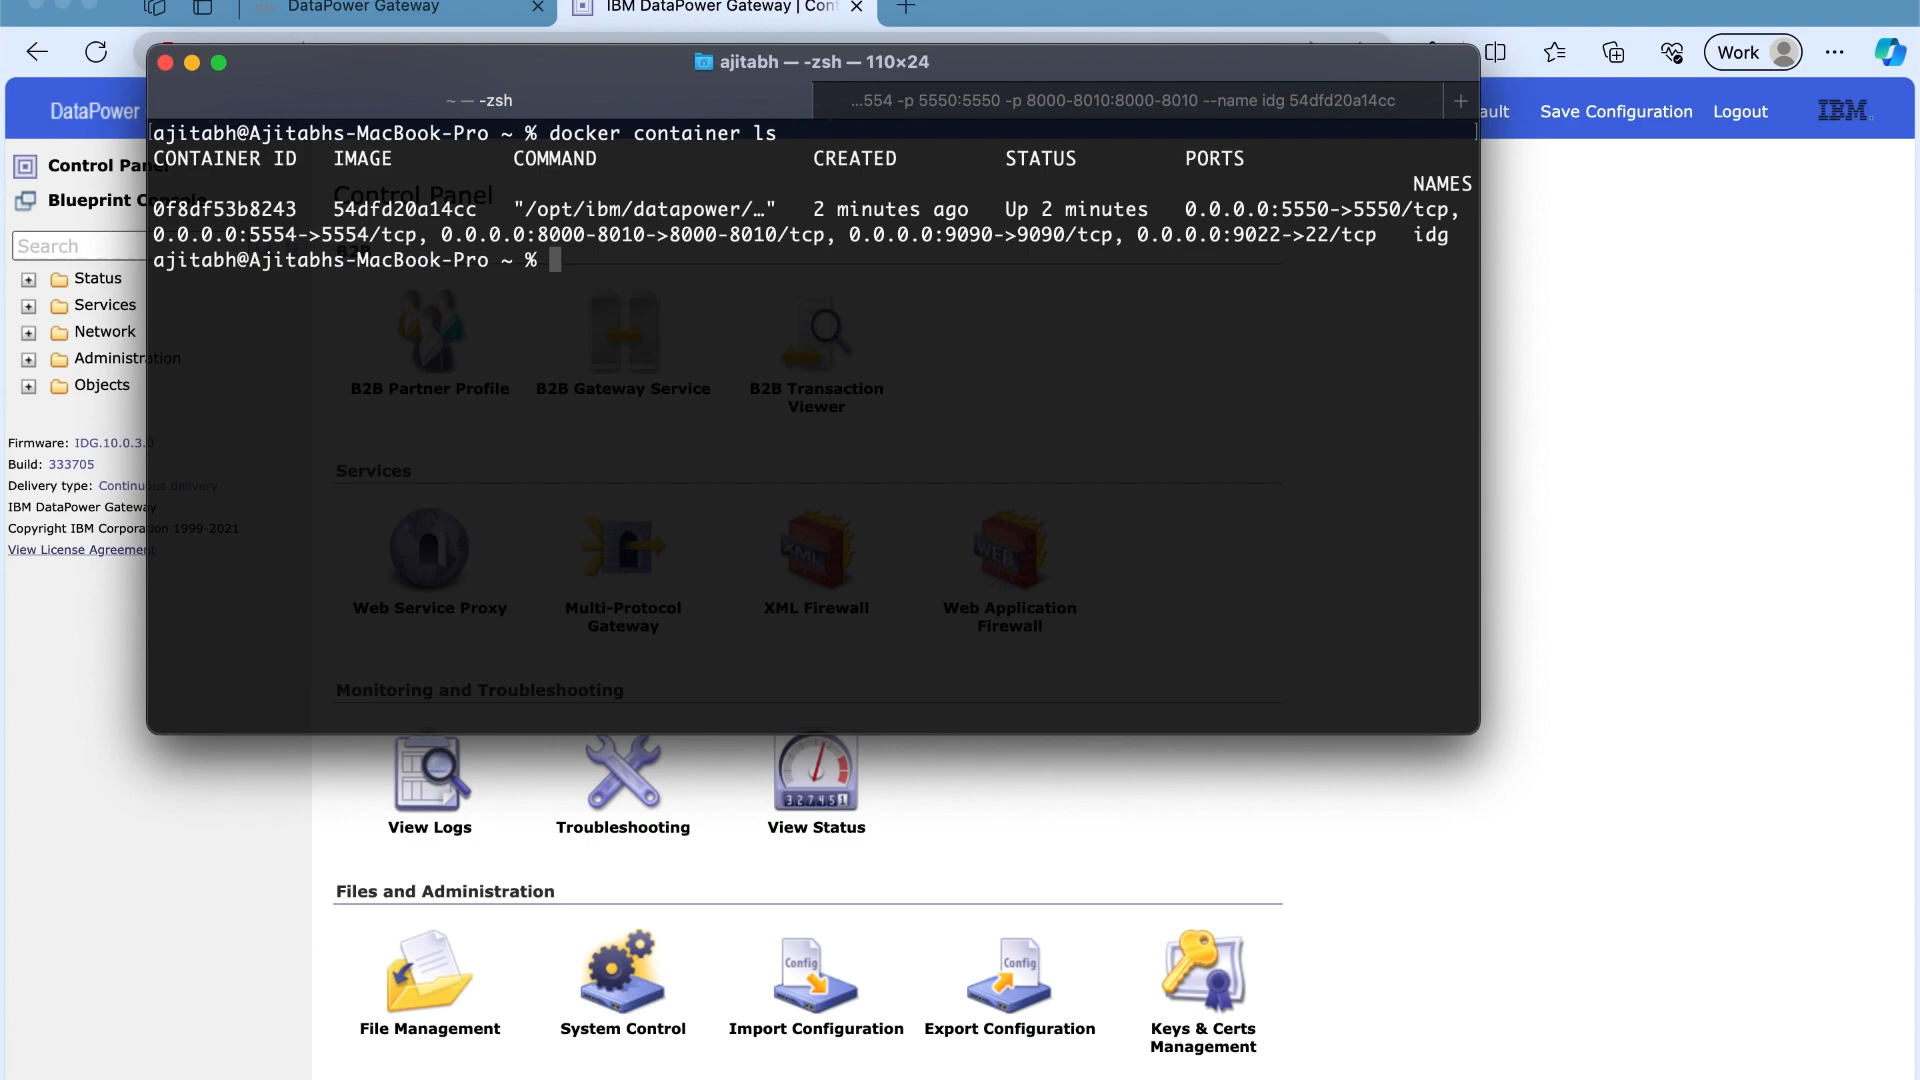 DataPower Gateway
IBM DataPower Gateway | Cont
Work
ajitabh — -zsh — 110×24
~ — -zsh
...554 -p 5550:5550 -p 8000-8010:8000-8010 --name idg 54dfd20a14cc
DataPower
ault
Save Configuration
Logout
IBM
ajitabh@Ajitabhs-MacBook-Pro ~ % docker container ls
CONTAINER ID IMAGE COMMAND CREATED STATUS PORTS
NAMES
0f8df53b8243 54dfd20a14cc "/opt/ibm/datapower/…" 2 minutes ago Up 2 minutes 0.0.0.0:5550->5550/tcp,
0.0.0.0:5554->5554/tcp, 0.0.0.0:8000-8010->8000-8010/tcp, 0.0.0.0:9090->9090/tcp, 0.0.0.0:9022->22/tcp idg
ajitabh@Ajitabhs-MacBook-Pro ~ %
Control Panel
Blueprint Console
Search
Status
Services
Network
Administration
Objects
Firmware: IDG.10.0.3.0
Build: 333705
Delivery type: Continuous delivery
IBM DataPower Gateway
Copyright IBM Corporation 1999-2021
View License Agreement
Control Panel
B2B Partner Profile
B2B Gateway Service
B2B Transaction
Viewer
Services
XML
WEB
Web Service Proxy
Multi-Protocol
Gateway
XML Firewall
Web Application
Firewall
Monitoring and Troubleshooting
View Logs
Troubleshooting
View Status
Files and Administration
Config
Config
File Management
System Control
Import Configuration
Export Configuration
Keys & Certs
Management